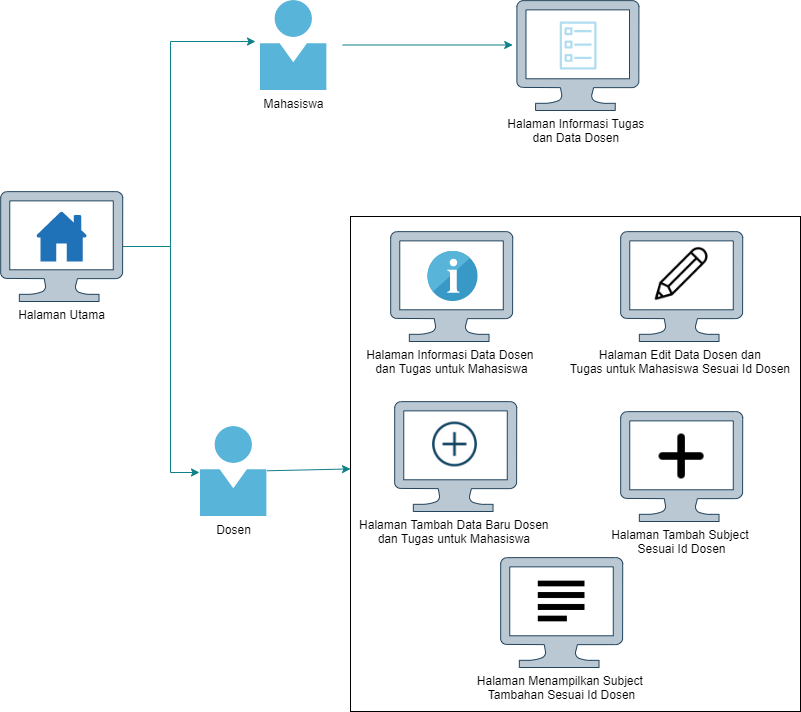 Mahasiswa
Halaman Informasi Tugas
dan Data Dosen
Halaman Utama
Halaman Informasi Data Dosen
dan Tugas untuk Mahasiswa
Halaman Edit Data Dosen dan
Tugas untuk Mahasiswa Sesuai Id Dosen
Dosen
Halaman Tambah Data Baru Dosen
dan Tugas untuk Mahasiswa
Halaman Tambah Subject
Sesuai Id Dosen
Halaman Menampilkan Subject
Tambahan Sesuai Id Dosen